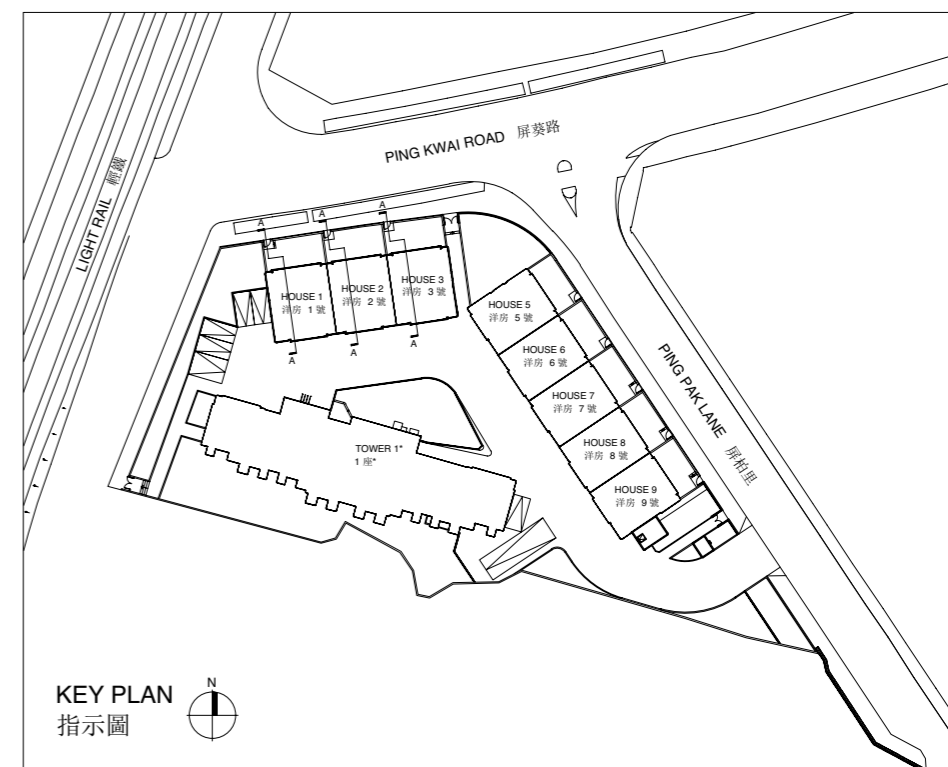 PING KWAI ROAD 屏葵路
LIGHT RAIL 輕鐵
A
A
A
HOUSE 1
洋房 1 號
HOUSE 2
洋房 2 號
HOUSE 3
洋房 3 號
A
A
A
HOUSE 5
洋房 5 號
HOUSE 6
洋房 6 號
HOUSE 7
洋房 7 號
HOUSE 8
洋房 8 號
HOUSE 9
洋房 9 號
PING PAK LANE 屏柏里
TOWER 1*
1 座*
KEY PLAN
指示圖
N